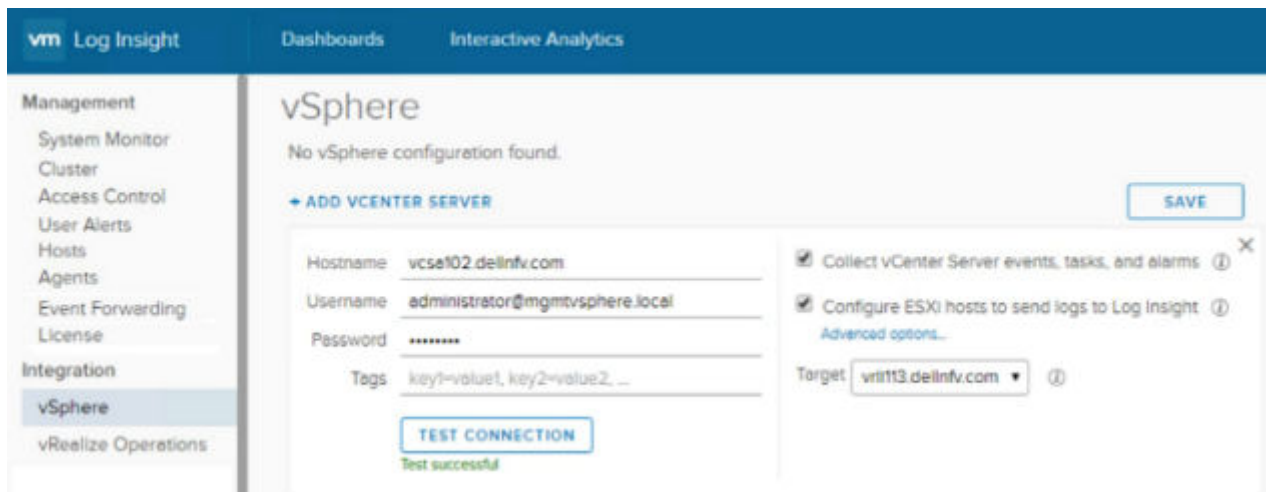 vm Log Insight
Dashboards
Interactive Analytics
Management
System Monitor
Cluster
Access Control
User Alerts
Hosts
Agents
Event Forwarding
License
Integration
vSphere
vRealize Operations
vSphere
No vSphere configuration found.
+ ADD VCENTER SERVER
SAVE
Hostname vcsa102.dellnfv.com
Username administrator@mgmtvsphere.local
Password ••••••••
Tags key1=value1, key2=value2, ...
TEST CONNECTION
Test successful
Collect vCenter Server events, tasks, and alarms
Configure ESXi hosts to send logs to Log Insight
Advanced options...
Target vrli113.dellnfv.com